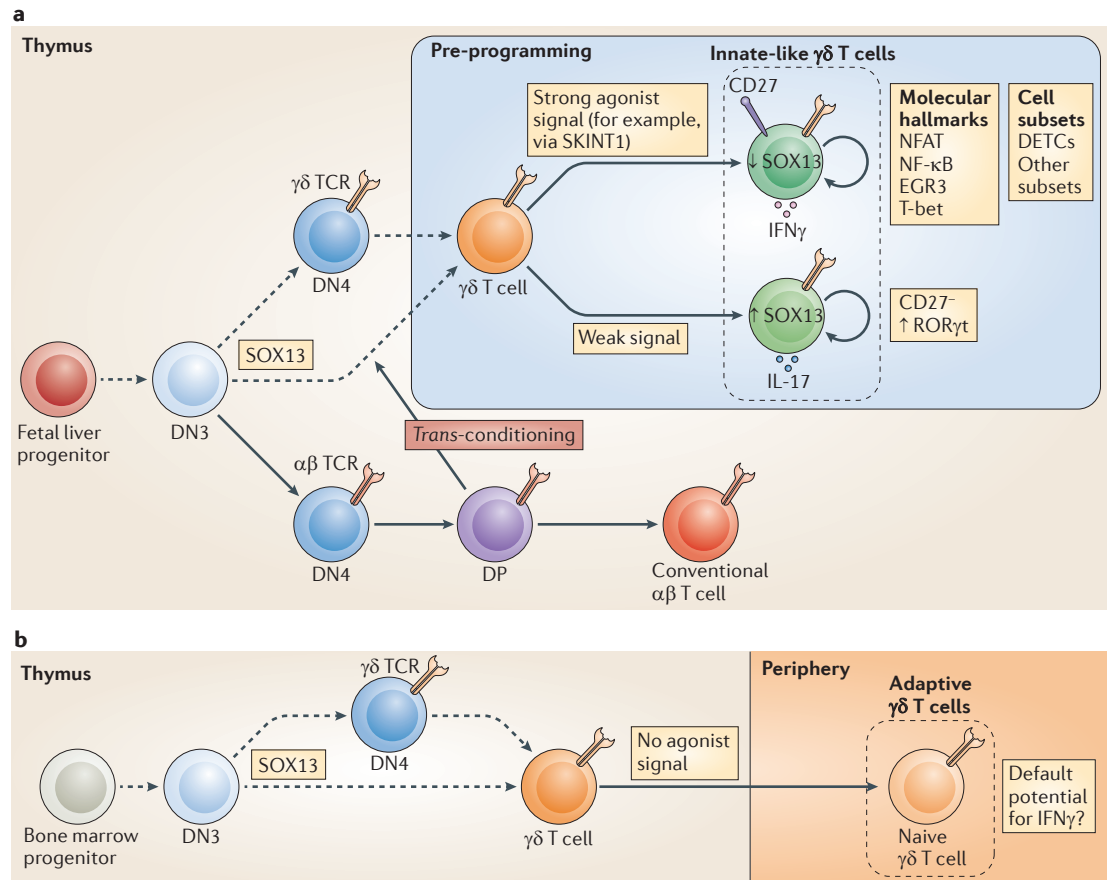 a
Thymus
Pre-programming
Innate-like γδ T cells
Strong agonist
signal (for example,
via SKINT1)
CD27
↓ SOX13
IFNγ
Molecular
hallmarks
NFAT
NF-κB
EGR3
T-bet
Cell
subsets
DETCs
Other
subsets
γδ TCR
DN4
γδ T cell
Weak signal
↑ SOX13
IL-17
CD27⁻
↑ RORγt
SOX13
Fetal liver
progenitor
DN3
Trans-conditioning
αβ TCR
DN4
DP
Conventional
αβ T cell
b
Thymus
γδ TCR
DN4
SOX13
Bone marrow
progenitor
DN3
γδ T cell
No agonist
signal
Periphery
Adaptive
γδ T cells
Naive
γδ T cell
Default
potential
for IFNγ?